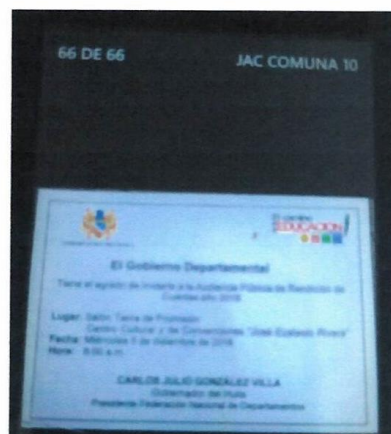 66 DE 66
JAC COMUNA 10
El camino
EDUCACIÓN
El Gobierno Departamental
Tiene el agrado de invitarle a la Audiencia Pública de Rendición de
Cuentas año 2018
Lugar: Salón Tierra de Promisión
Centro Cultural y de Convenciones "José Eustasio Rivera"
Fecha: Miércoles 5 de diciembre de 2018
Hora: 8:00 a.m.
CARLOS JULIO GONZÁLEZ VILLA
Gobernador del Huila
Presidente Federación Nacional de Departamentos